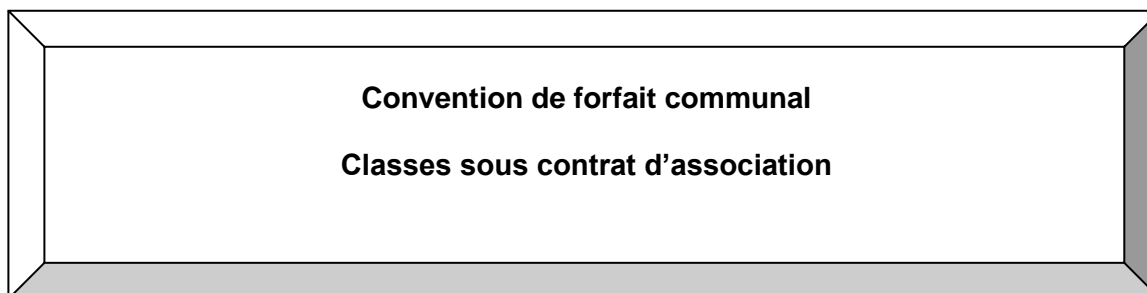 Convention de forfait communal
Classes sous contrat d’association